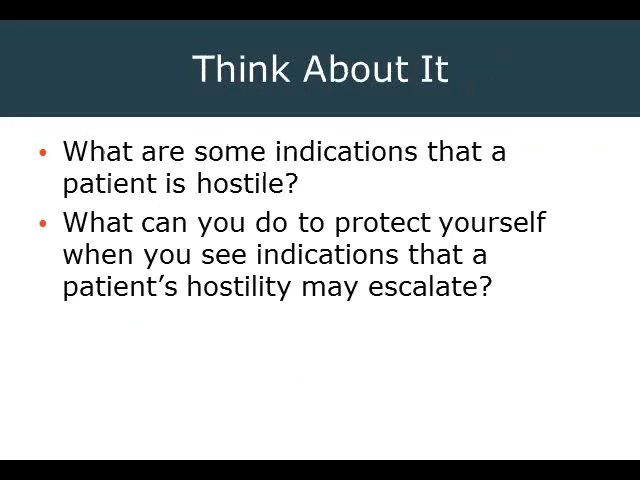 Think About It
• What are some indications that a
patient is hostile?
• What can you do to protect yourself
when you see indications that a
patient’s hostility may escalate?